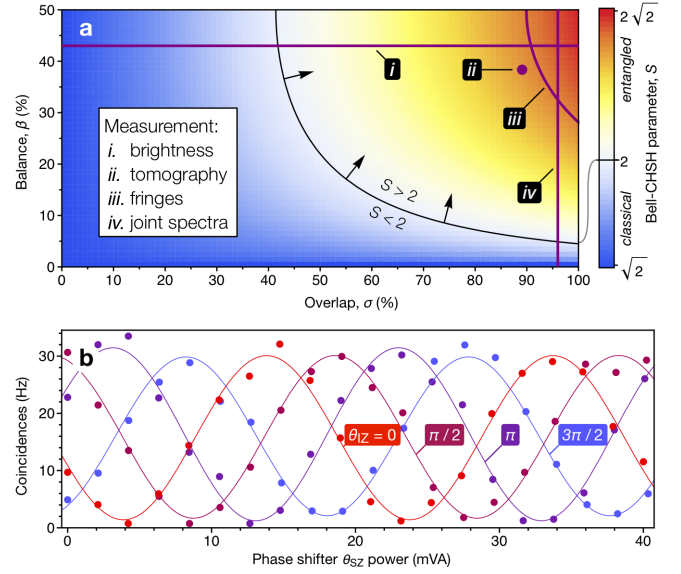 a
50
40
30
20
10
0
Balance, β (%)
Measurement:
i. brightness
ii. tomography
iii. fringes
iv. joint spectra
i
ii
iii
iv
S > 2
S < 2
0 10 20 30 40 50 60 70 80 90 100
Overlap, σ (%)
2√2
2
√2
entangled
classical
Bell-CHSH parameter, S
b
30
20
10
0
Coincidences (Hz)
θIZ = 0
π / 2
π
3π / 2
0 10 20 30 40
Phase shifter θSZ power (mVA)